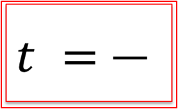 t = −